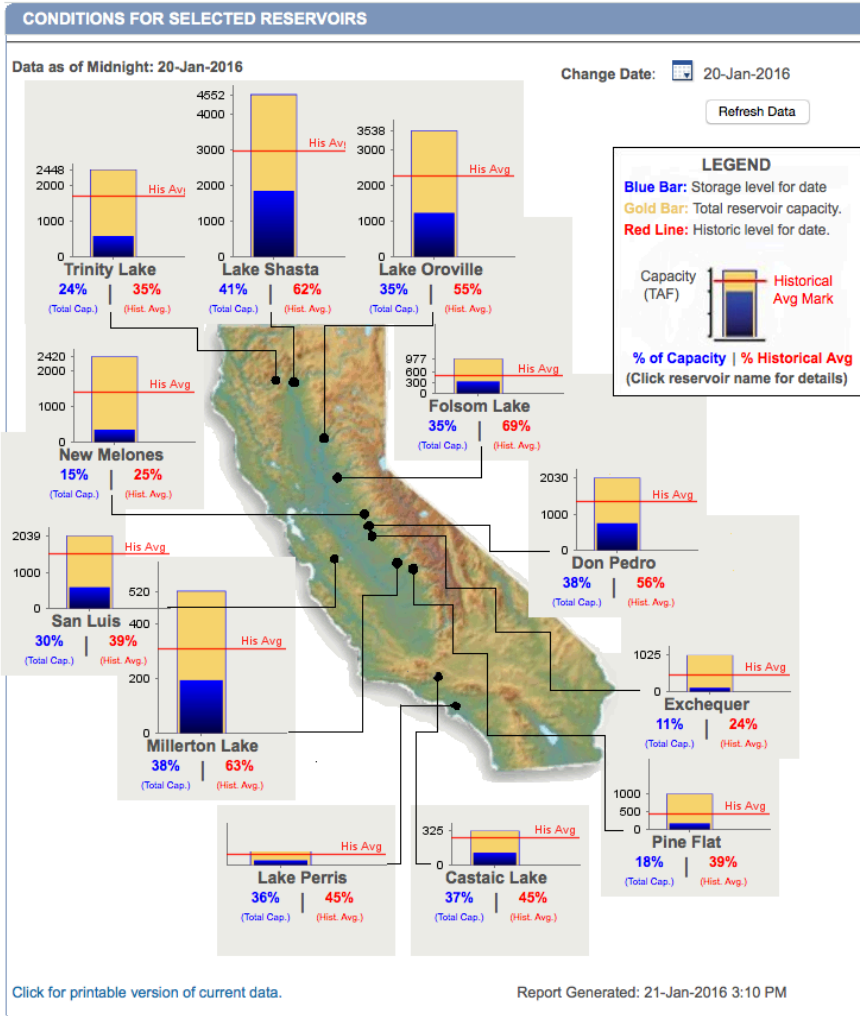 CONDITIONS FOR SELECTED RESERVOIRS
Data as of Midnight: 20-Jan-2016
Change Date: 20-Jan-2016
Refresh Data
LEGEND
Blue Bar: Storage level for date
Gold Bar: Total reservoir capacity.
Red Line: Historic level for date.
Capacity
(TAF)
Historical
Avg Mark
% of Capacity | % Historical Avg
(Click reservoir name for details)
2448
2000
1000
0
His Avg
Trinity Lake
24% | 35%
(Total Cap.) (Hist. Avg.)
4552
4000
3000
2000
1000
0
His Avg
Lake Shasta
41% | 62%
(Total Cap.) (Hist. Avg.)
3538
3000
2000
1000
0
His Avg
Lake Oroville
35% | 55%
(Total Cap.) (Hist. Avg.)
2420
2000
1000
0
His Avg
New Melones
15% | 25%
(Total Cap.) (Hist. Avg.)
977
600
300
0
His Avg
Folsom Lake
35% | 69%
(Total Cap.) (Hist. Avg.)
2030
1000
0
His Avg
Don Pedro
38% | 56%
(Total Cap.) (Hist. Avg.)
2039
1000
0
His Avg
San Luis
30% | 39%
(Total Cap.) (Hist. Avg.)
520
400
200
0
His Avg
Millerton Lake
38% | 63%
(Total Cap.) (Hist. Avg.)
1025
0
His Avg
Exchequer
11% | 24%
(Total Cap.) (Hist. Avg.)
1000
500
0
His Avg
Pine Flat
18% | 39%
(Total Cap.) (Hist. Avg.)
His Avg
Lake Perris
36% | 45%
(Total Cap.) (Hist. Avg.)
325
0
His Avg
Castaic Lake
37% | 45%
(Total Cap.) (Hist. Avg.)
Click for printable version of current data.
Report Generated: 21-Jan-2016 3:10 PM